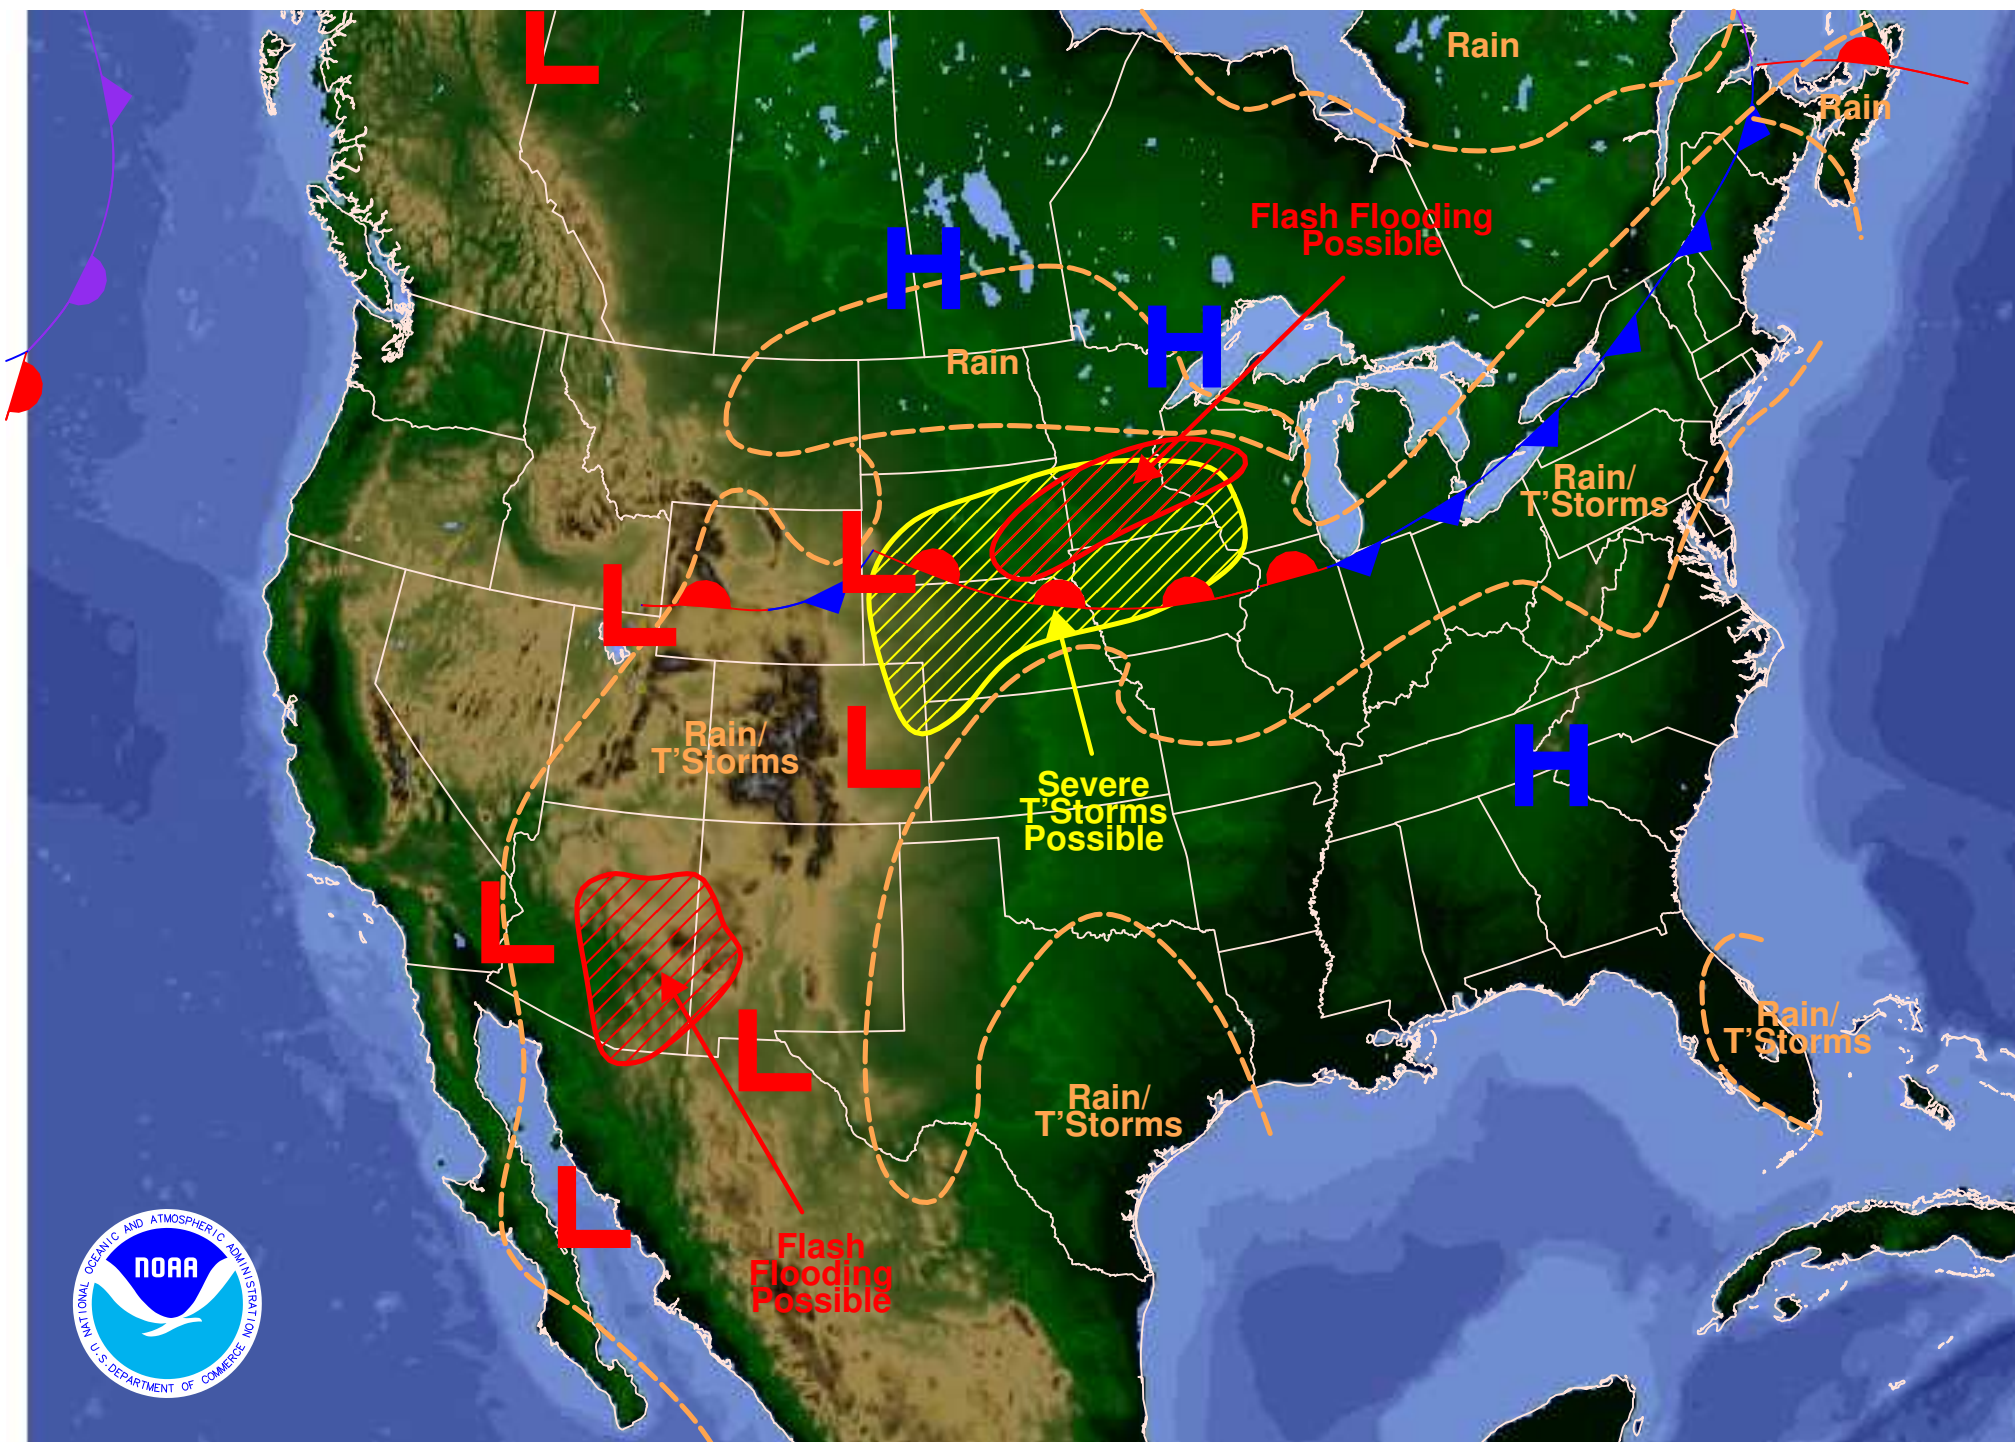 L
Rain
Rain
Flash Flooding
Possible
H
H
Rain
Rain/
T'Storms
L
L
Rain/
T'Storms
L
H
Severe
T'Storms
Possible
L
L
Rain/
T'Storms
Rain/
T'Storms
L
Flash
Flooding
Possible
NATIONAL OCEANIC AND ATMOSPHERIC ADMINISTRATION
NOAA
U.S. DEPARTMENT OF COMMERCE